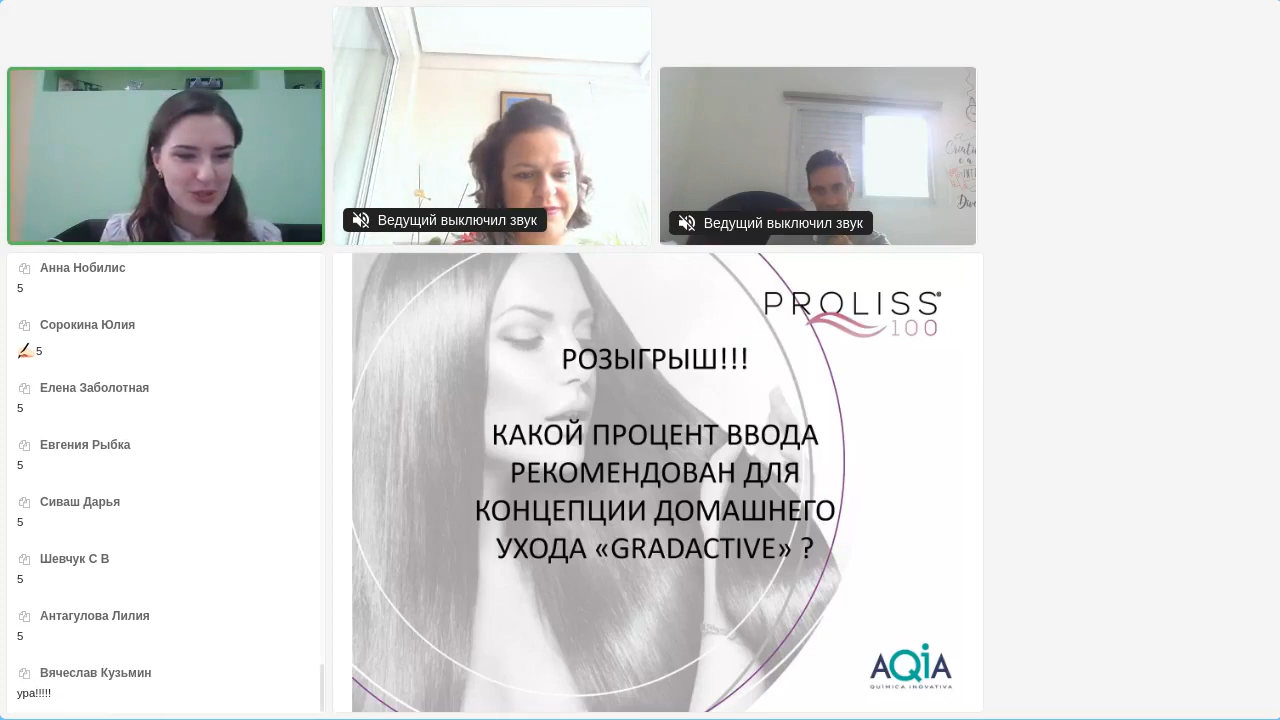 Ведущий выключил звук
Ведущий выключил звук
Анна Нобилис
5
Сорокина Юлия
5
Елена Заболотная
5
Евгения Рыбка
5
Сиваш Дарья
5
Шевчук С В
5
Антагулова Лилия
5
Вячеслав Кузьмин
ура!!!!!
PROLISS
100
РОЗЫГРЫШ!!!
КАКОЙ ПРОЦЕНТ ВВОДА
РЕКОМЕНДОВАН ДЛЯ
КОНЦЕПЦИИ ДОМАШНЕГО
УХОДА «GRADACTIVE» ?
AQIA
QUÍMICA INOVATIVA